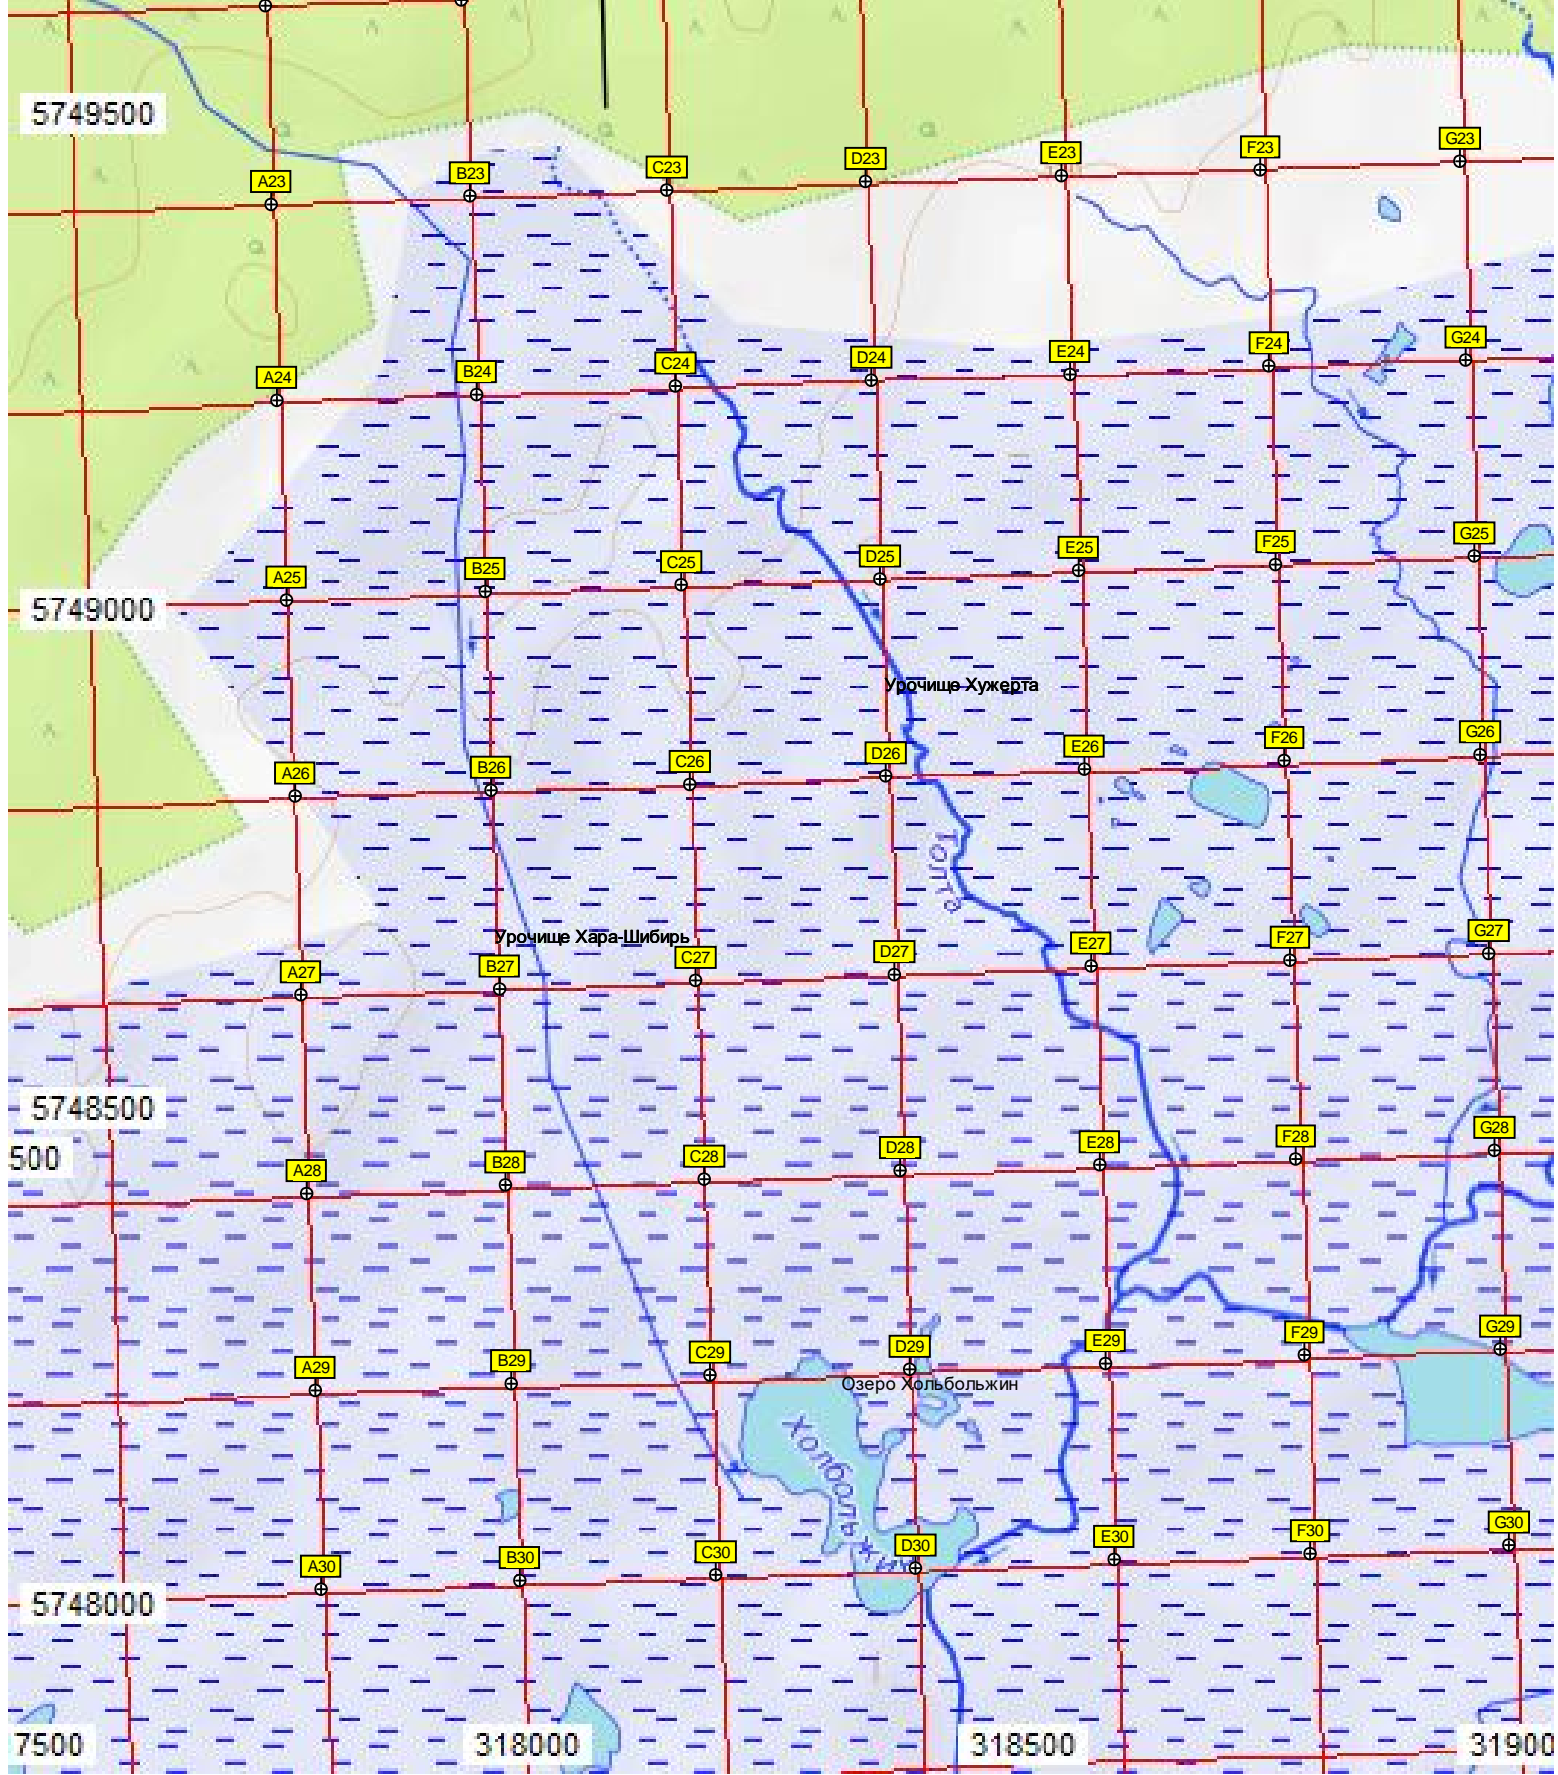 5749500
A23 B23 C23 D23 E23 F23 G23
A24 B24 C24 D24 E24 F24 G24
A25 B25 C25 D25 E25 F25 G25
5749000
Урочище Хужерта
A26 B26 C26 D26 E26 F26 G26
Толто
Урочище Хара-Шибирь
A27 B27 C27 D27 E27 F27 G27
5748500
500
A28 B28 C28 D28 E28 F28 G28
A29 B29 C29 D29 E29 F29 G29
Озеро Хольбольжин
Холбольжин
A30 B30 C30 D30 E30 F30 G30
5748000
7500 318000 318500 31900